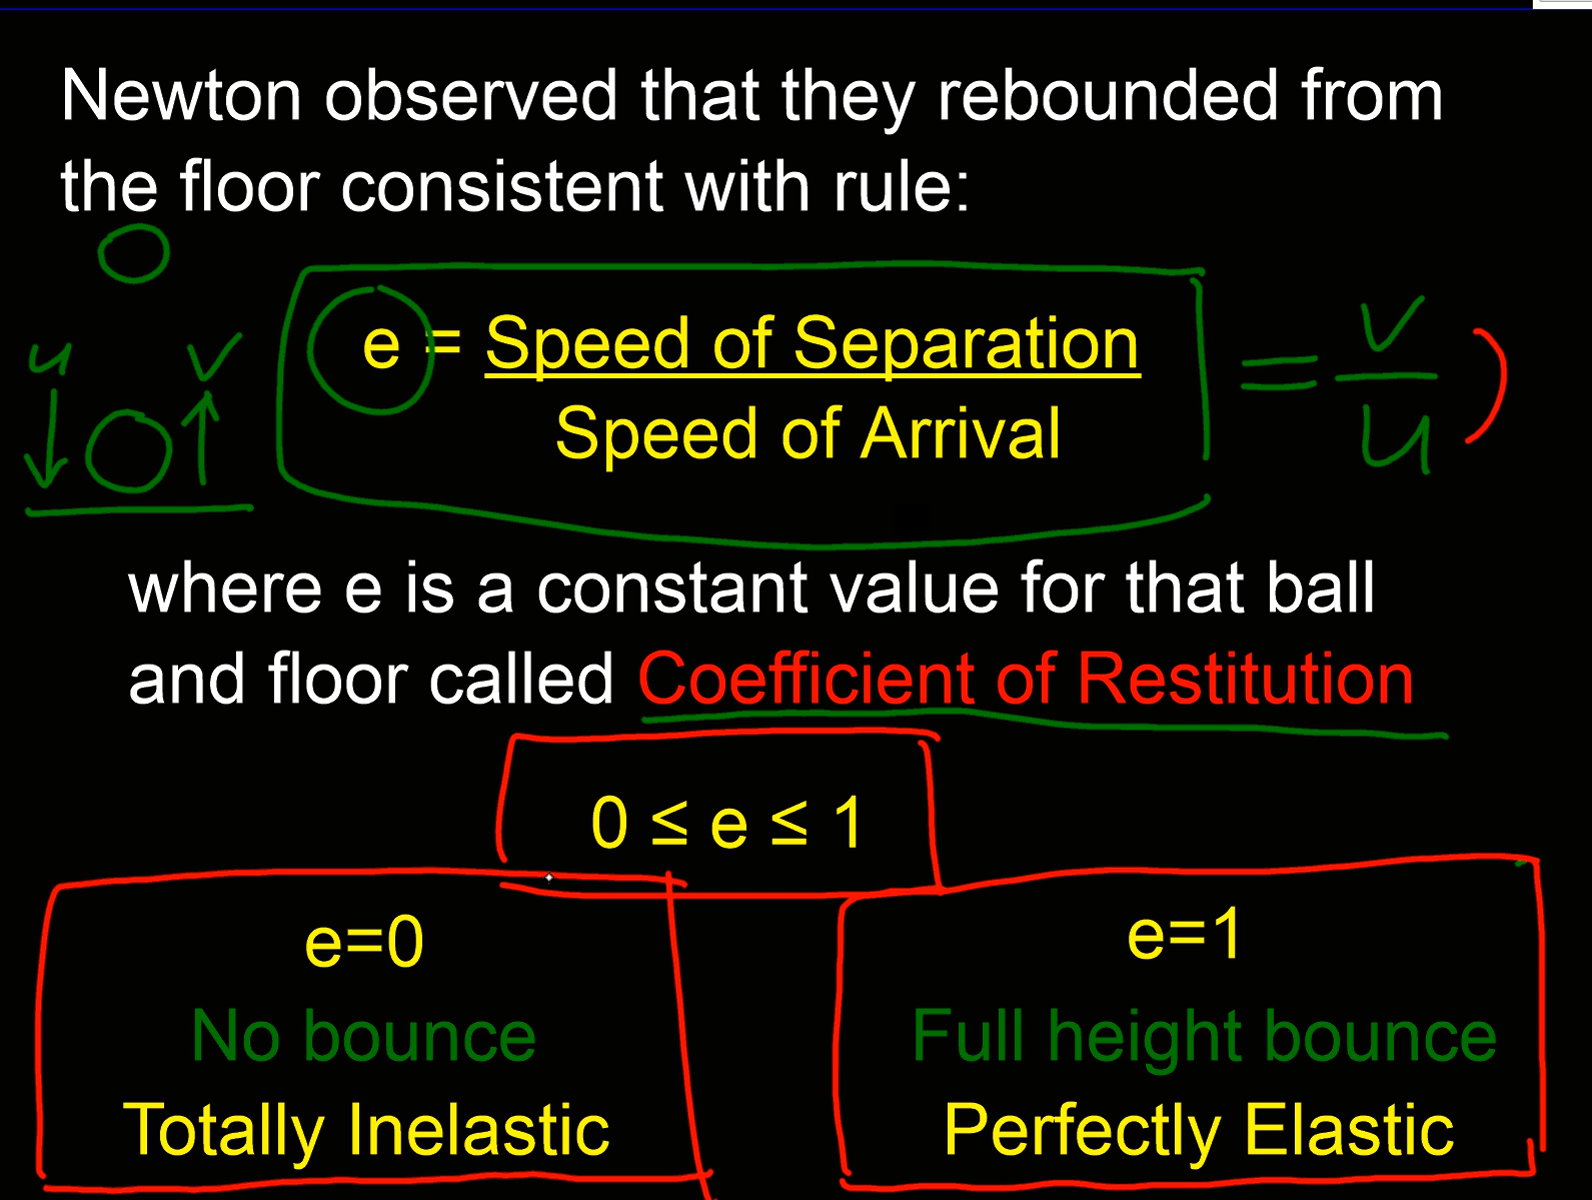 Newton observed that they rebounded from
the floor consistent with rule:
u v
e = Speed of Separation = v
Speed of Arrival u
where e is a constant value for that ball
and floor called Coefficient of Restitution
0 ≤ e ≤ 1
e=0
No bounce
Totally Inelastic
e=1
Full height bounce
Perfectly Elastic